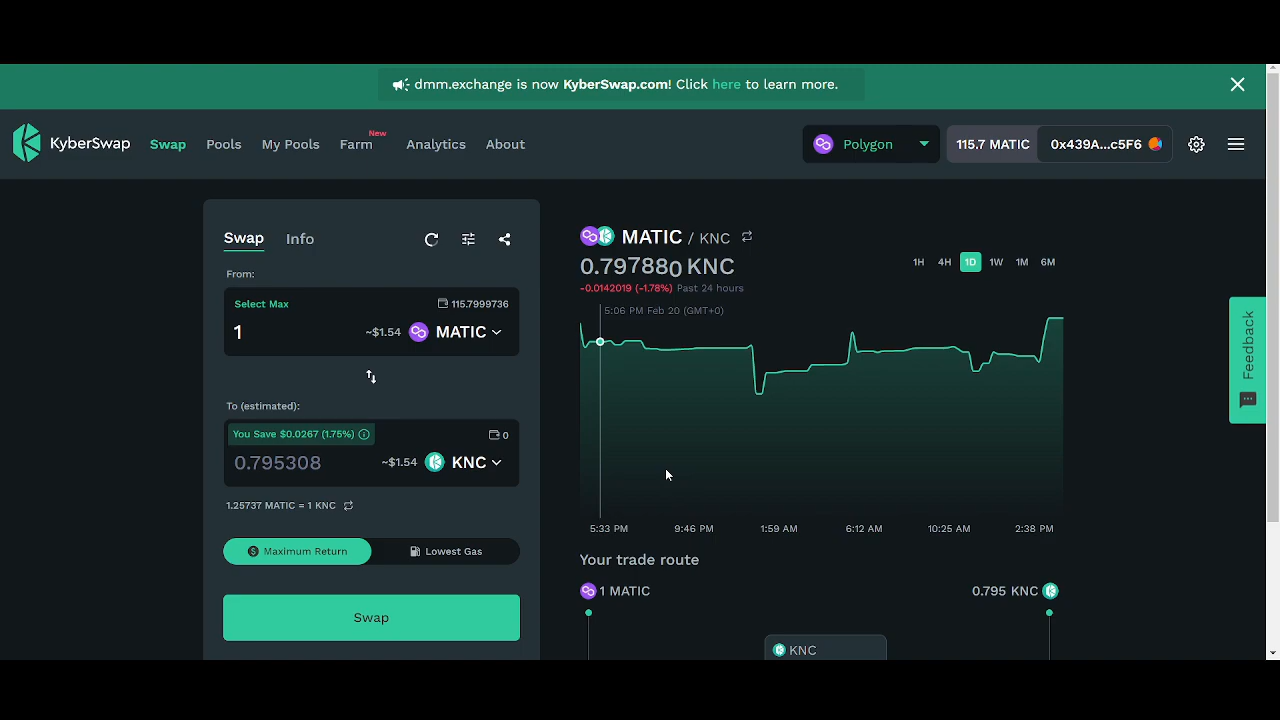 dmm.exchange is now KyberSwap.com! Click here to learn more.
KyberSwap Swap Pools My Pools Farm New Analytics About Polygon 115.7 MATIC 0x439A...c5F6
Swap Info
From:
Select Max 115.7999736
1 ~$1.54 MATIC
To (estimated):
You Save $0.0267 (1.75%) 0
0.795308 ~$1.54 KNC
1.25737 MATIC = 1 KNC
Maximum Return Lowest Gas
Swap
MATIC / KNC
0.797880 KNC
-0.0142019 (-1.78%) Past 24 hours
1H 4H 1D 1W 1M 6M
5:06 PM Feb 20 (GMT+0)
5:33 PM 9:46 PM 1:59 AM 6:12 AM 10:25 AM 2:38 PM
Your trade route
1 MATIC 0.795 KNC
KNC
Feedback